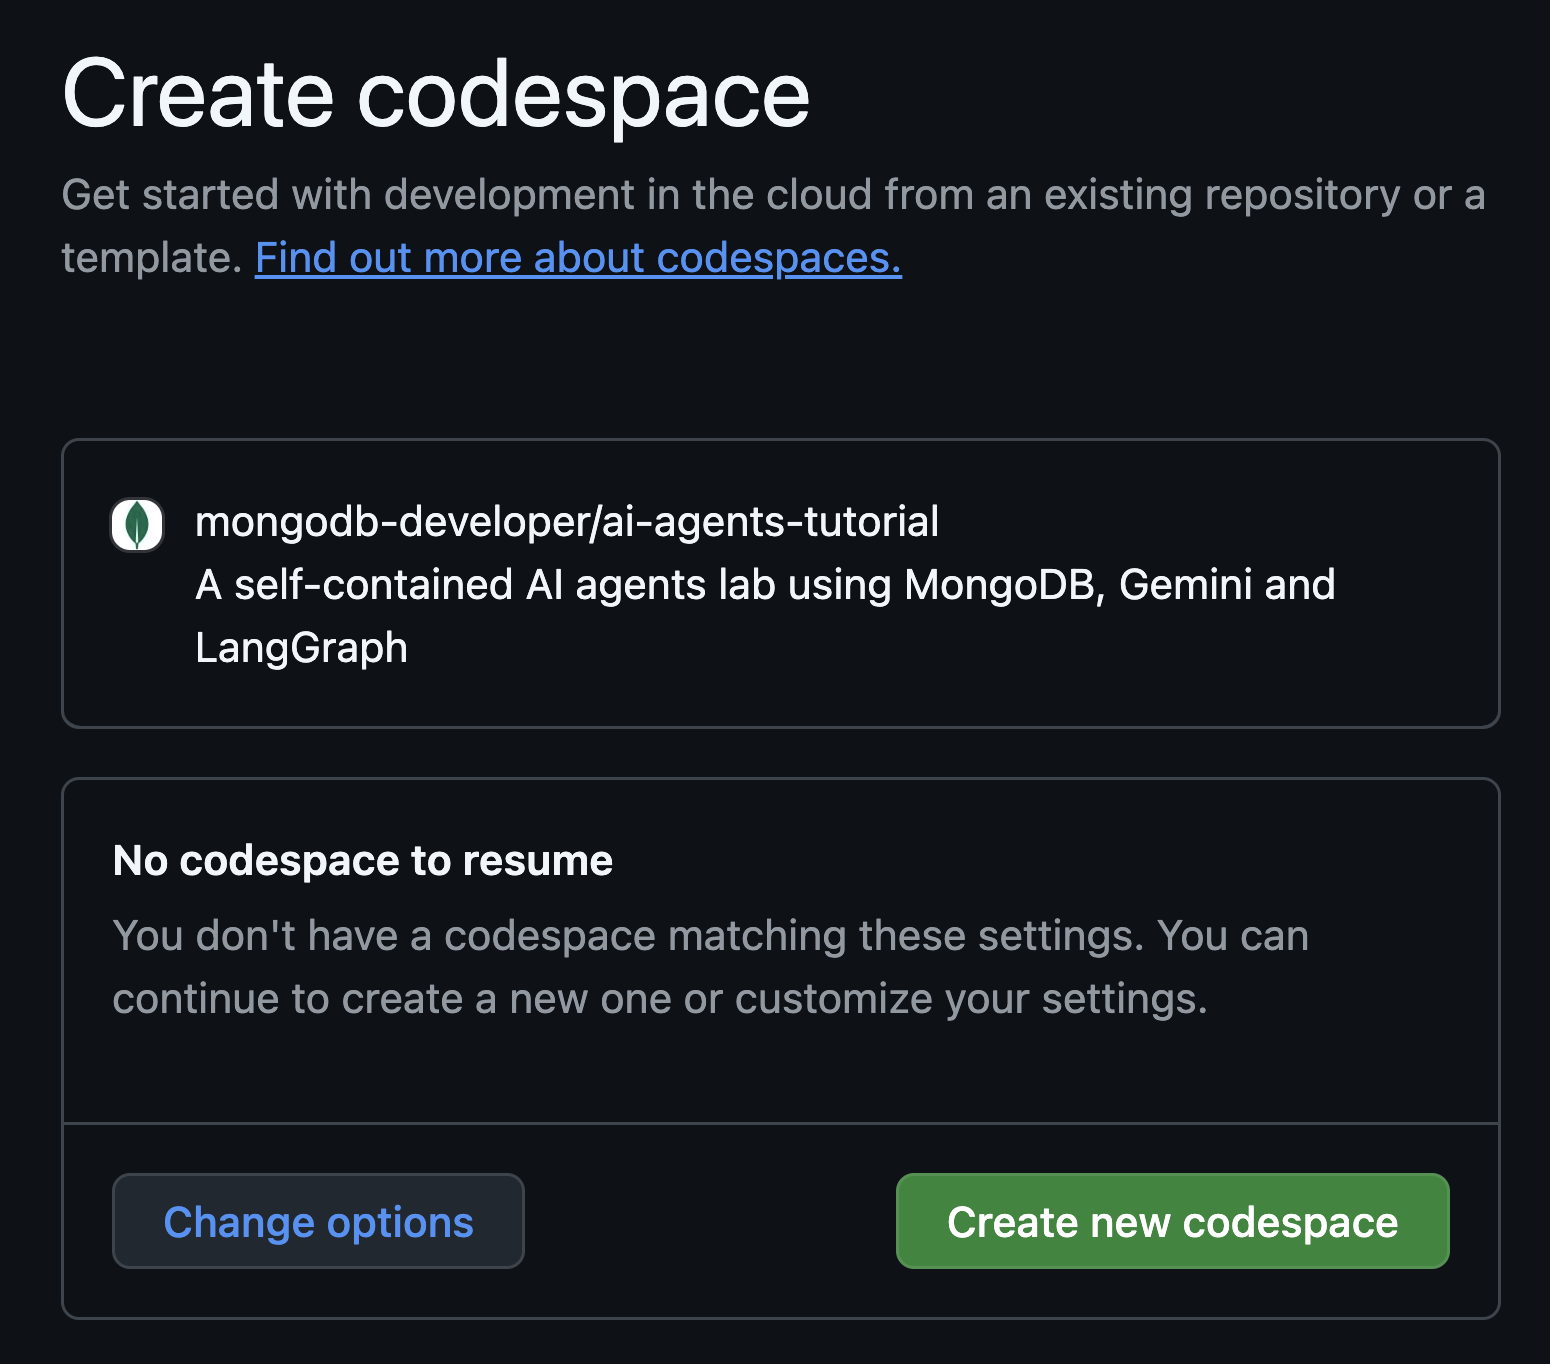 Create codespace
Get started with development in the cloud from an existing repository or a
template. Find out more about codespaces.
mongodb-developer/ai-agents-tutorial
A self-contained AI agents lab using MongoDB, Gemini and
LangGraph
No codespace to resume
You don't have a codespace matching these settings. You can
continue to create a new one or customize your settings.
Change options
Create new codespace